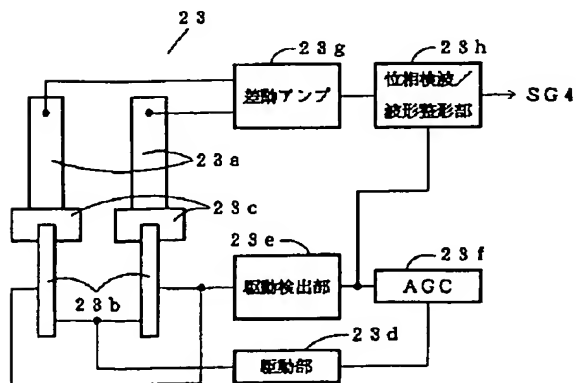 23
23g
差動アンプ
23h
位相検波/
波形整形部
SG4
23a
23c
23e
駆動検出部
23f
AGC
23b
23d
駆動部